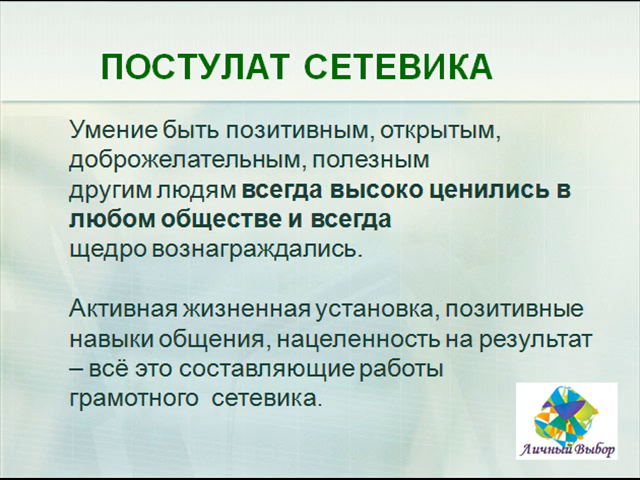 ПОСТУЛАТ СЕТЕВИКА
Умение быть позитивным, открытым,
доброжелательным, полезным
другим людям всегда высоко ценились в
любом обществе и всегда
щедро вознаграждались.
Активная жизненная установка, позитивные
навыки общения, нацеленность на результат
– всё это составляющие работы
грамотного сетевика.
Личный Выбор